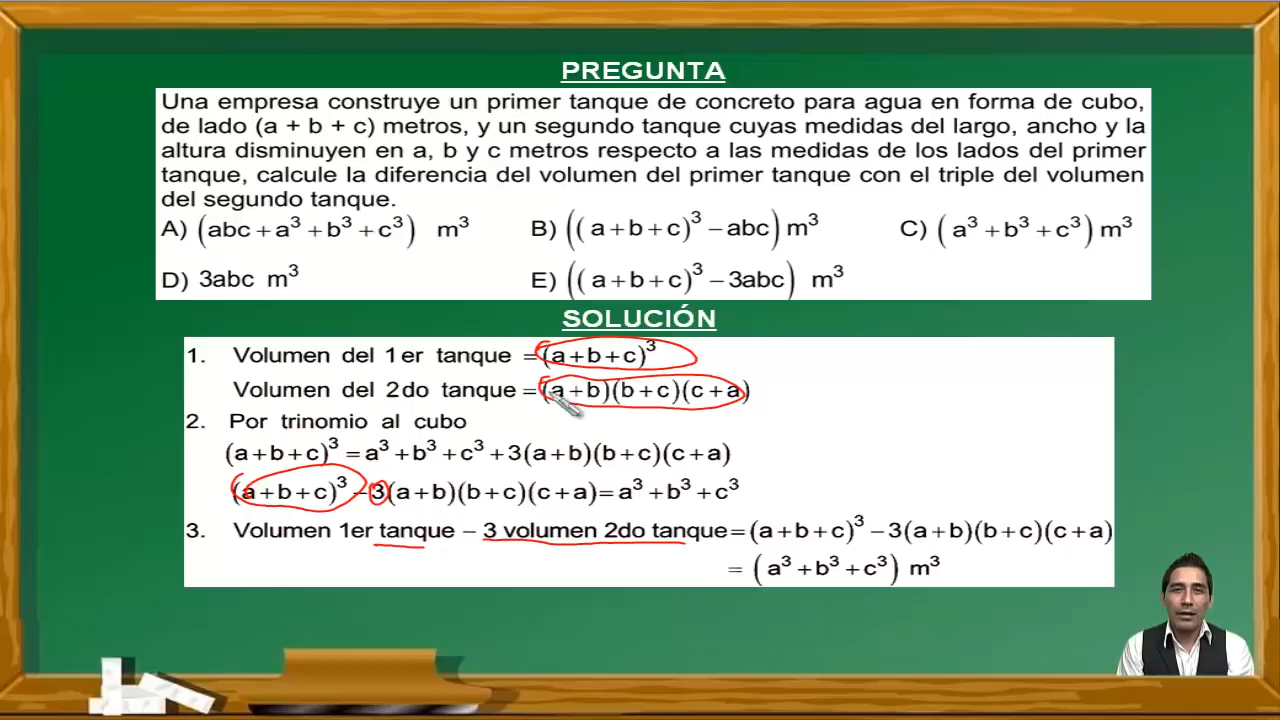 PREGUNTA
Una empresa construye un primer tanque de concreto para agua en forma de cubo,
de lado (a + b + c) metros, y un segundo tanque cuyas medidas del largo, ancho y la
altura disminuyen en a, b y c metros respecto a las medidas de los lados del primer
tanque, calcule la diferencia del volumen del primer tanque con el triple del volumen
del segundo tanque.
A) (abc + a³ + b³ + c³) m³ B) ((a + b + c)³ − abc) m³ C) (a³ + b³ + c³) m³
D) 3abc m³ E) ((a + b + c)³ − 3abc) m³
SOLUCIÓN
1. Volumen del 1er tanque = (a + b + c)³
Volumen del 2do tanque = (a + b)(b + c)(c + a)
2. Por trinomio al cubo
(a + b + c)³ = a³ + b³ + c³ + 3(a + b)(b + c)(c + a)
(a + b + c)³ − 3(a + b)(b + c)(c + a) = a³ + b³ + c³
3. Volumen 1er tanque − 3 volumen 2do tanque = (a + b + c)³ − 3(a + b)(b + c)(c + a)
= (a³ + b³ + c³) m³